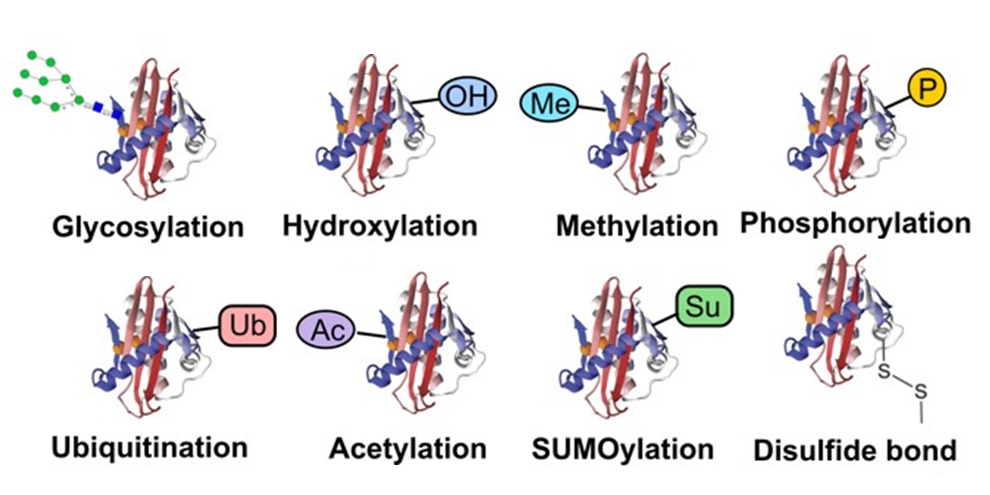 OH
Me
P
Glycosylation
Hydroxylation
Methylation
Phosphorylation
Ub
Ac
Su
S
S
Ubiquitination
Acetylation
SUMOylation
Disulfide bond